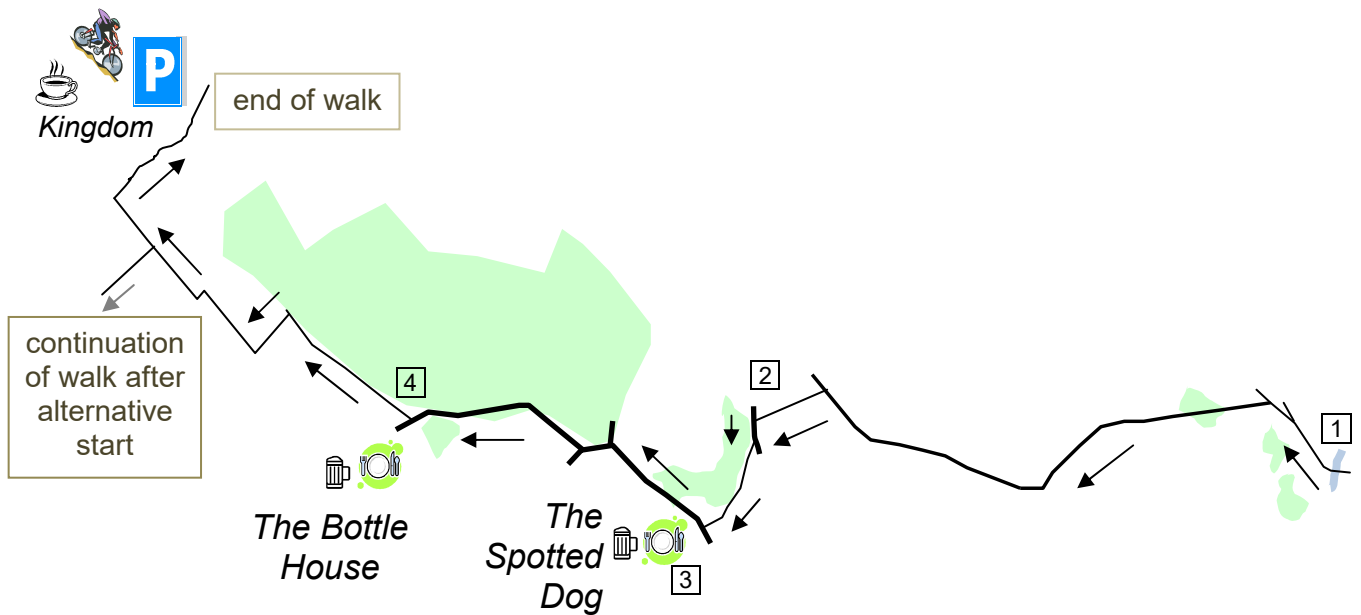 P
Kingdom
end of walk
continuation
of walk after
alternative
start
4
2
1
The Bottle
House
The
Spotted
Dog
3